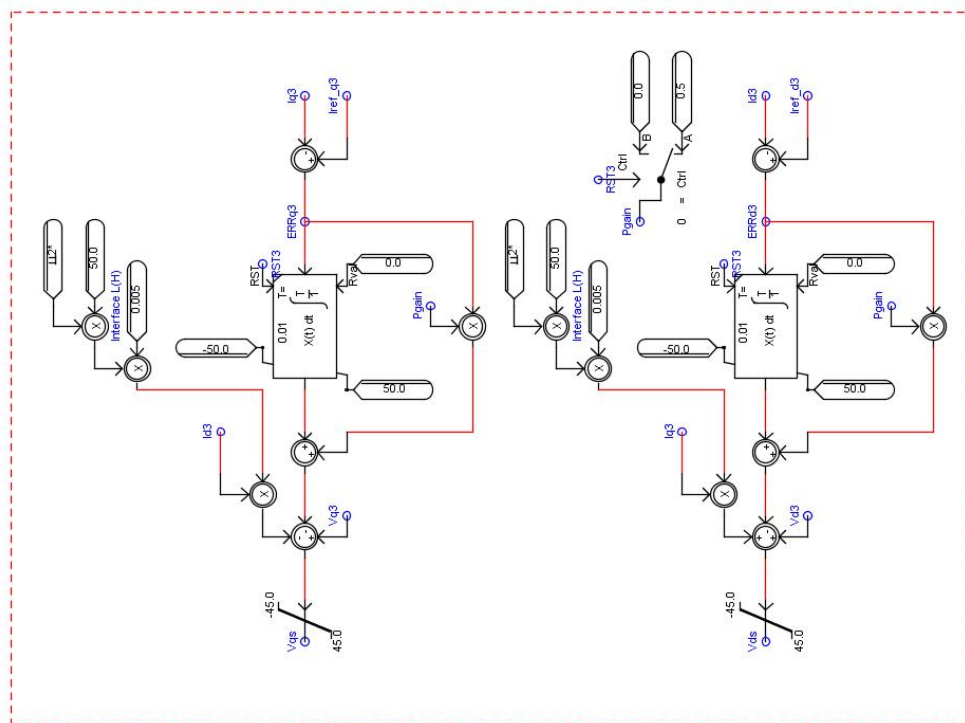 Iq3
Iref_q3
-
+
ERRq3
RST
RST3
T=
0.01
T
T
X(t) dt
Rval
0.0
Π2*
50.0
X
Interface L(H)
0.005
X
-50.0
50.0
Pgain
X
+
+
Id3
X
-
-
Vq3
-45.0
45.0
Vqs
0.0
B
0.5
A
Ctrl
RST3
Pgain
0 = Ctrl
Id3
Iref_d3
-
+
ERRd3
RST
RST3
T=
0.01
T
T
X(t) dt
Rval
0.0
Π2*
50.0
X
Interface L(H)
0.005
X
-50.0
50.0
Pgain
X
+
+
Iq3
X
+
-
+
Vd3
-45.0
45.0
Vds